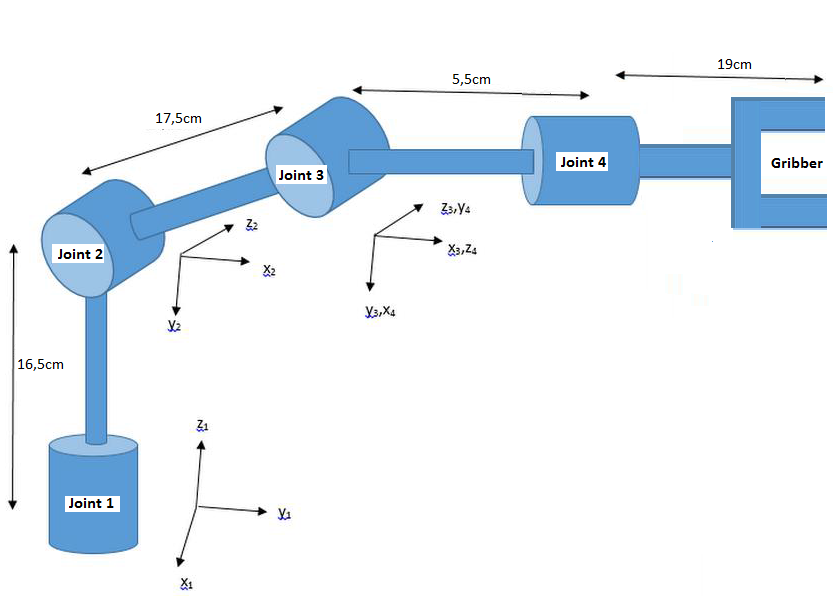 19cm
5,5cm
17,5cm
Joint 4
Gribber
Joint 3
z₃,y₄
z₂
Joint 2
x₃,z₄
x₂
y₃,x₄
y₂
16,5cm
z₁
Joint 1
y₁
x₁